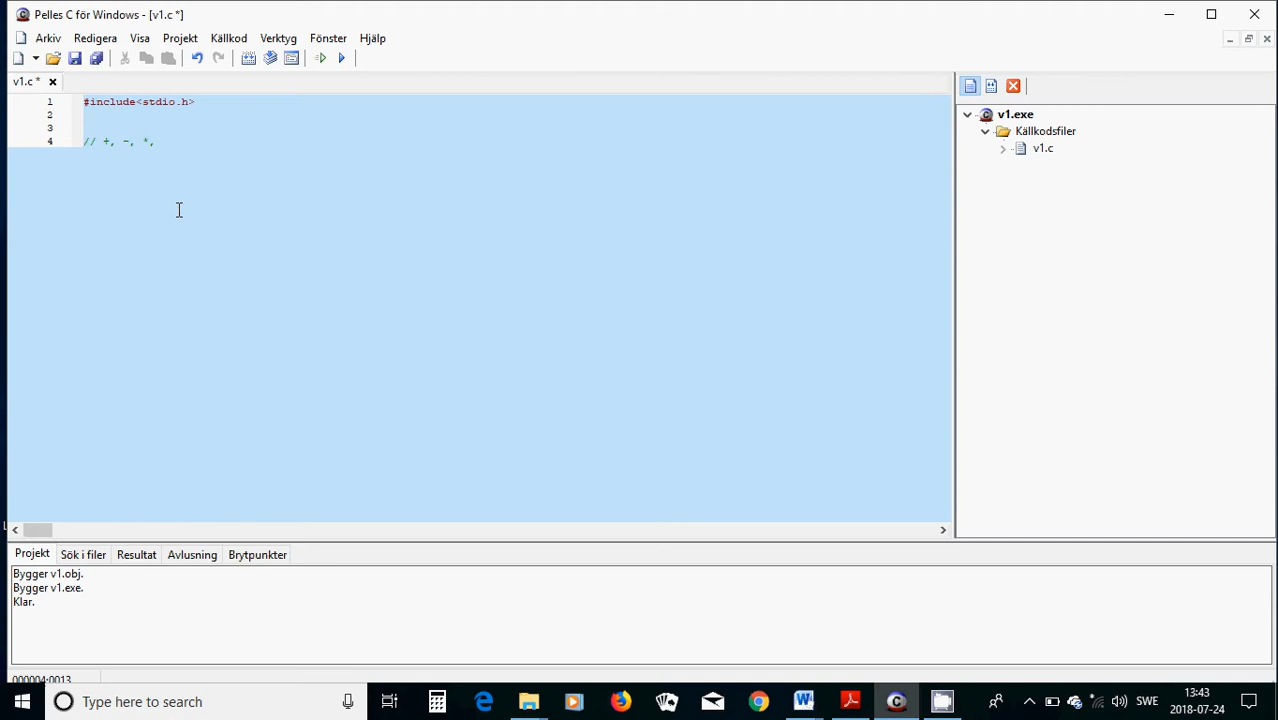 Pelles C för Windows - [v1.c *]
Arkiv Redigera Visa Projekt Källkod Verktyg Fönster Hjälp
v1.c *
1 #include<stdio.h>
2
3
4 // +, -, *,
v1.exe
Källkodsfiler
v1.c
Projekt Sök i filer Resultat Avlusning Brytpunkter
Bygger v1.obj.
Bygger v1.exe.
Klar.
000004:0013
Type here to search
SWE
13:43
2018-07-24